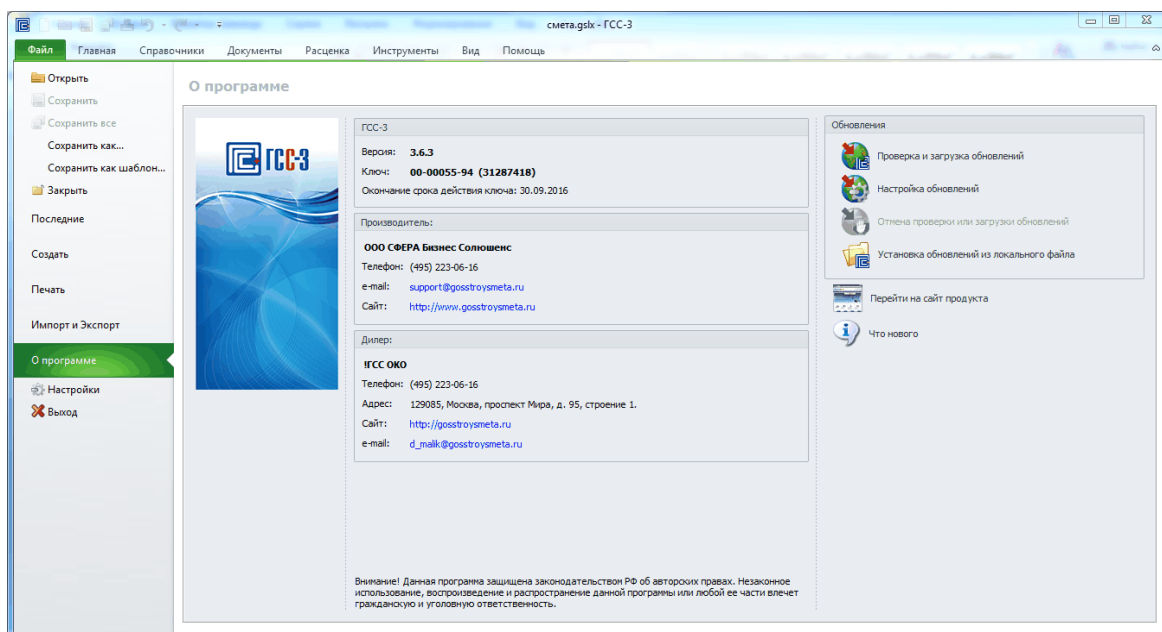 смета.gslx - ГСС-3
Файл Главная Справочники Документы Расценка Инструменты Вид Помощь
Открыть
Сохранить
Сохранить все
Сохранить как...
Сохранить как шаблон...
Закрыть
Последние
Создать
Печать
Импорт и Экспорт
О программе
Настройки
Выход
О программе
ГСС-3
ГСС-3
Версия: 3.6.3
Ключ: 00-00055-94 (31287418)
Окончание срока действия ключа: 30.09.2016
Производитель:
ООО СФЕРА Бизнес Солюшенс
Телефон: (495) 223-06-16
e-mail: support@gosstroysmeta.ru
Сайт: http://www.gosstroysmeta.ru
Дилер:
!ГСС ОКО
Телефон: (495) 223-06-16
Адрес: 129085, Москва, проспект Мира, д. 95, строение 1.
Сайт: http://gosstroysmeta.ru
e-mail: d_malik@gosstroysmeta.ru
Внимание! Данная программа защищена законодательством РФ об авторских правах. Незаконное
использование, воспроизведение и распространение данной программы или любой ее части влечет
гражданскую и уголовную ответственность.
Обновления
Проверка и загрузка обновлений
Настройка обновлений
Отмена проверки или загрузки обновлений
Установка обновлений из локального файла
Перейти на сайт продукта
Что нового